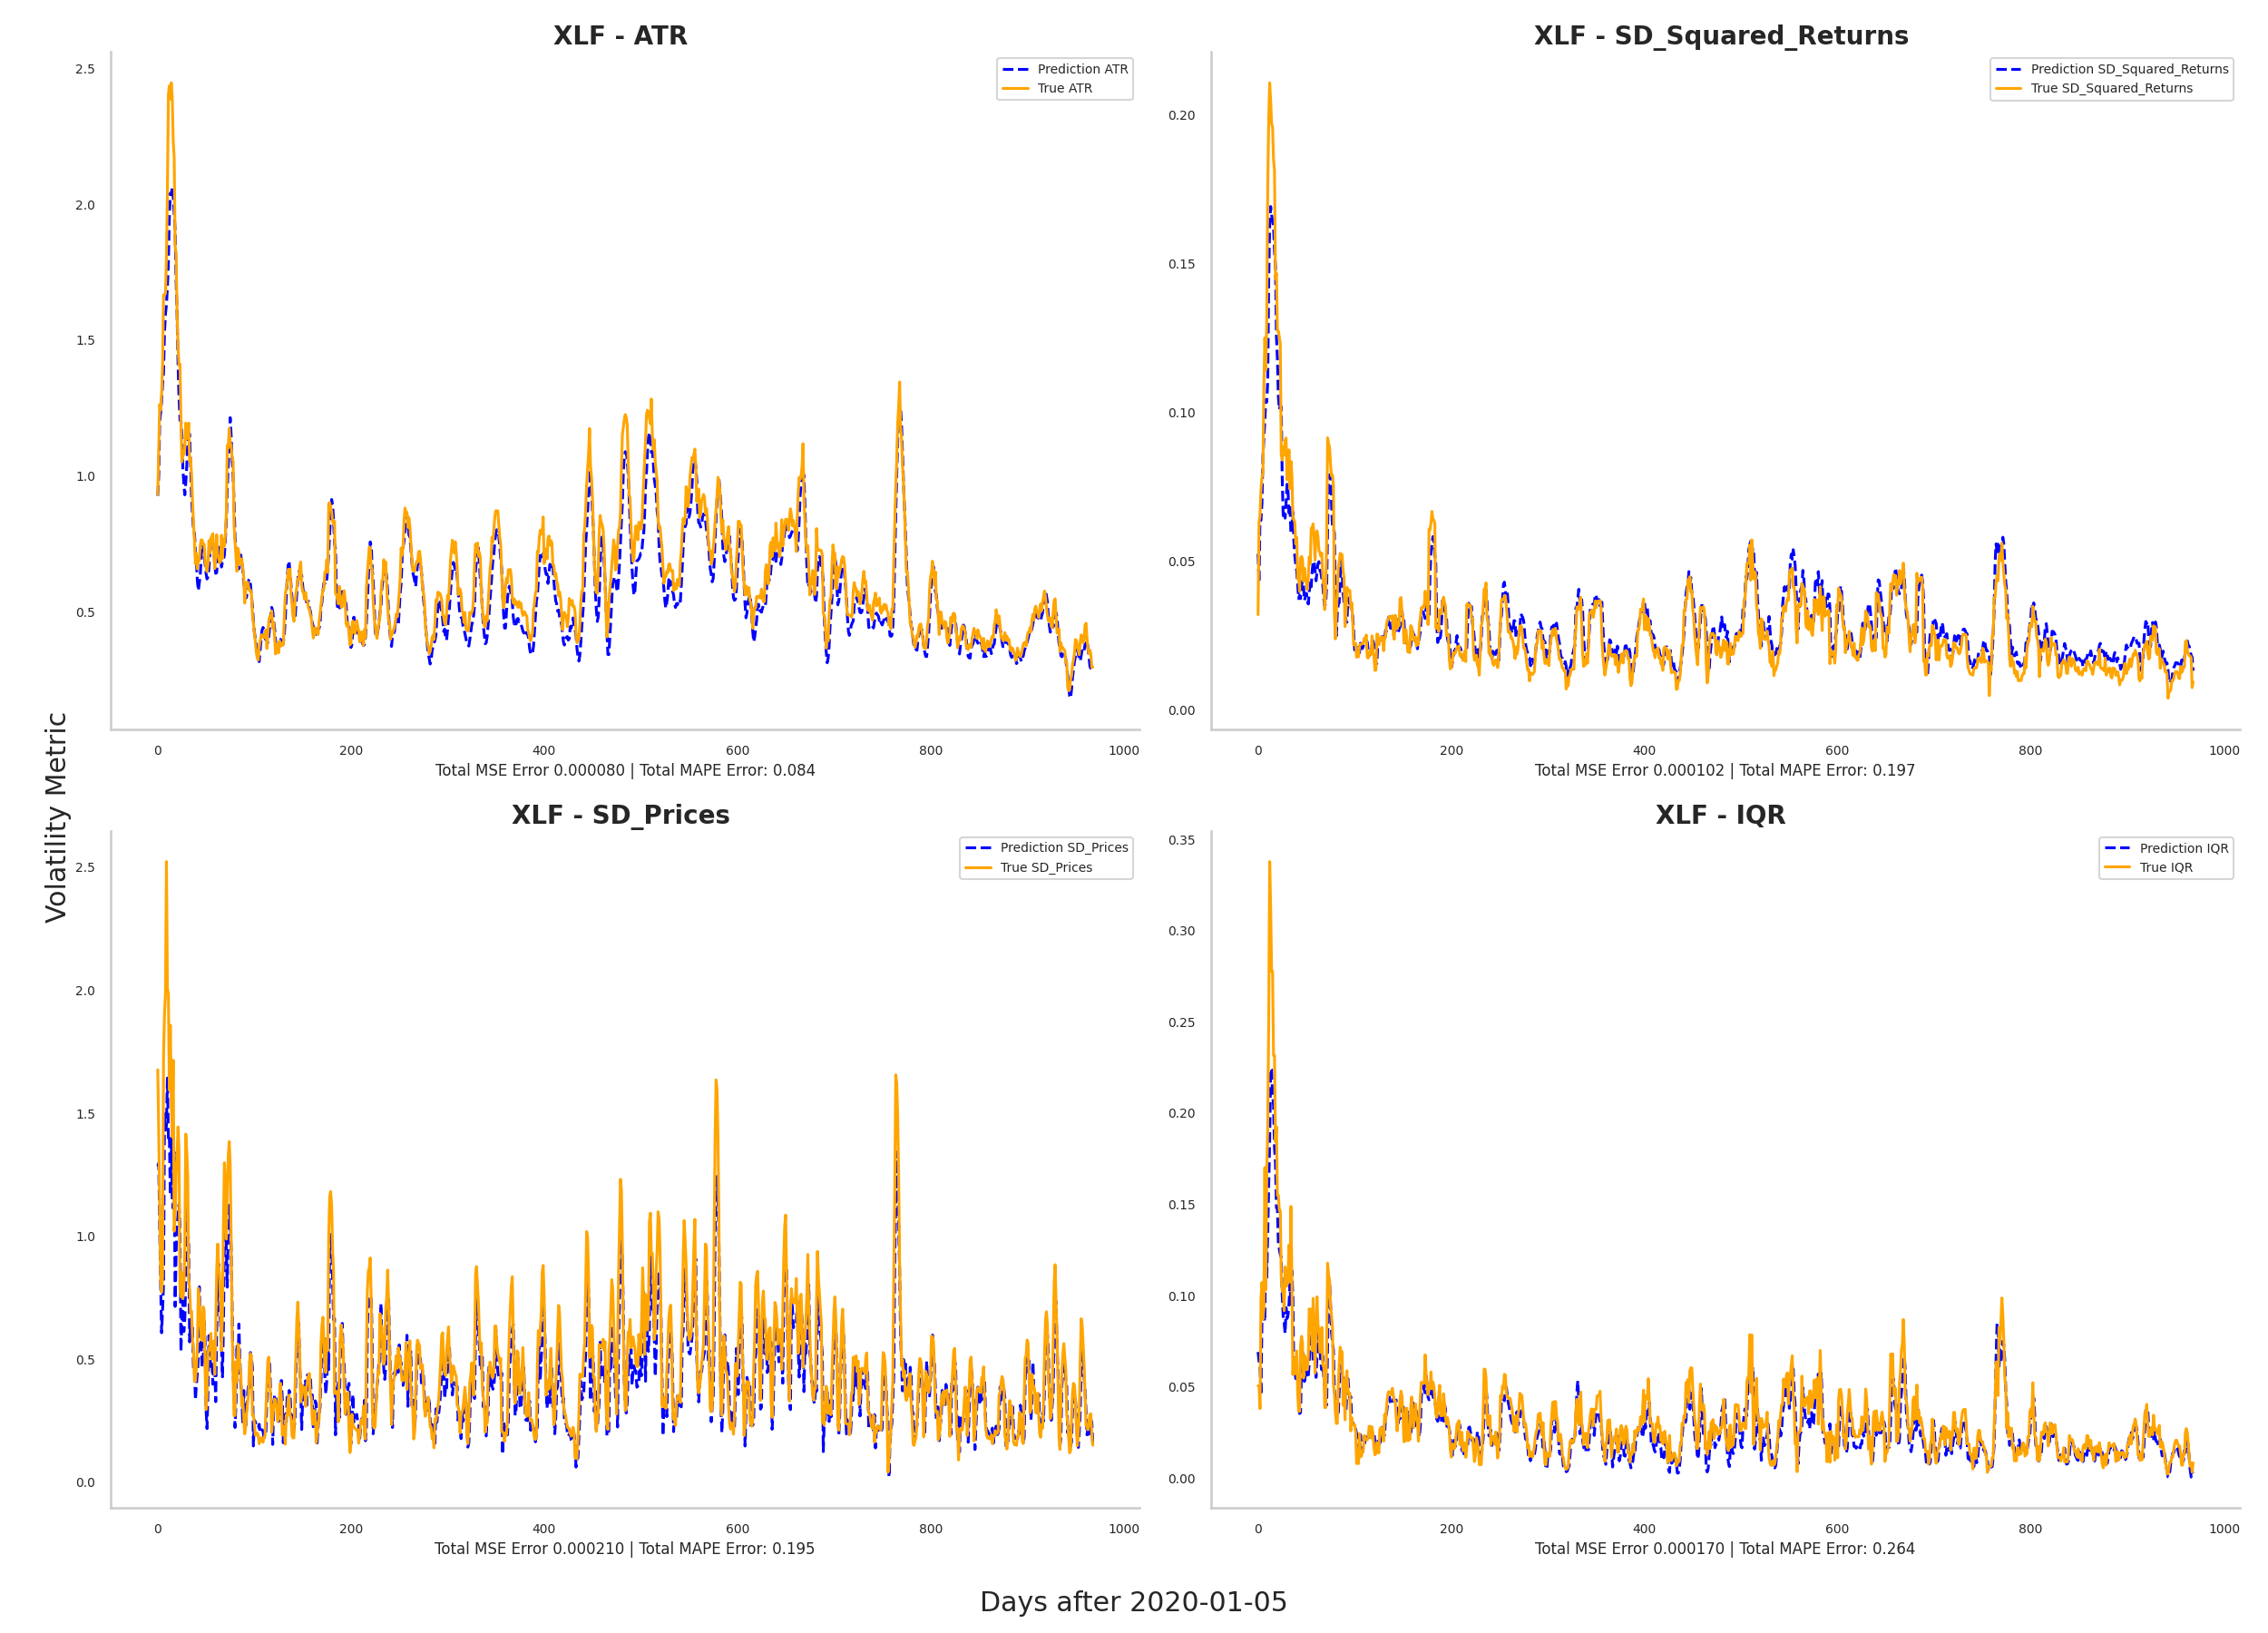 XLF - ATR
2.5
2.0
1.5
1.0
0.5
0
200
400
600
800
1000
Prediction ATR
True ATR
Total MSE Error 0.000080 | Total MAPE Error: 0.084
XLF - SD_Squared_Returns
0.20
0.15
0.10
0.05
0.00
0
200
400
600
800
1000
Prediction SD_Squared_Returns
True SD_Squared_Returns
Total MSE Error 0.000102 | Total MAPE Error: 0.197
Volatility Metric
XLF - SD_Prices
2.5
2.0
1.5
1.0
0.5
0.0
0
200
400
600
800
1000
Prediction SD_Prices
True SD_Prices
Total MSE Error 0.000210 | Total MAPE Error: 0.195
XLF - IQR
0.35
0.30
0.25
0.20
0.15
0.10
0.05
0.00
0
200
400
600
800
1000
Prediction IQR
True IQR
Total MSE Error 0.000170 | Total MAPE Error: 0.264
Days after 2020-01-05